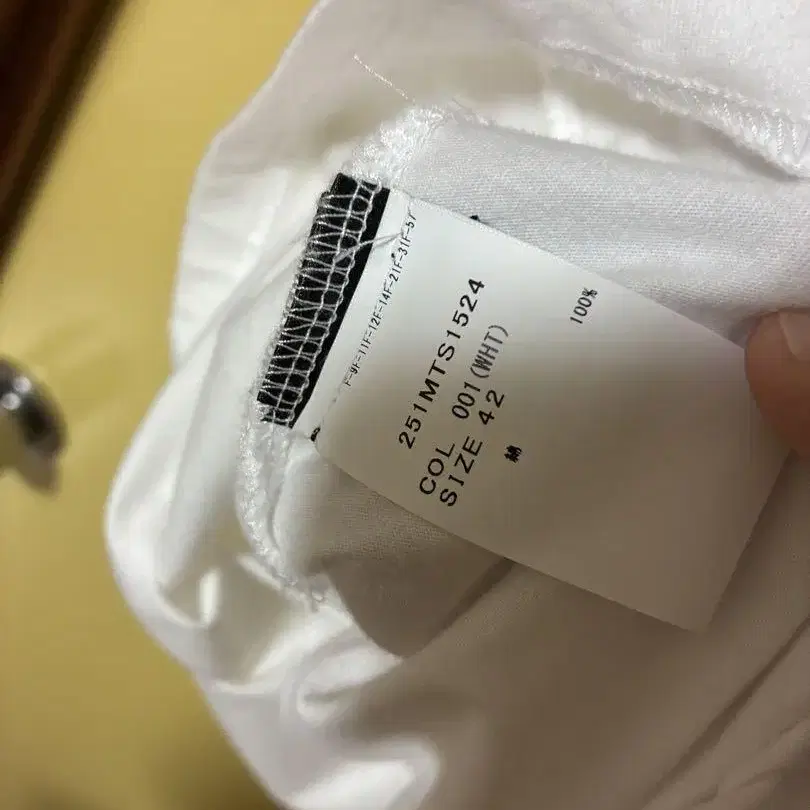 251MTS1524
COL 001(WHT)
SIZE 42
綿 100%